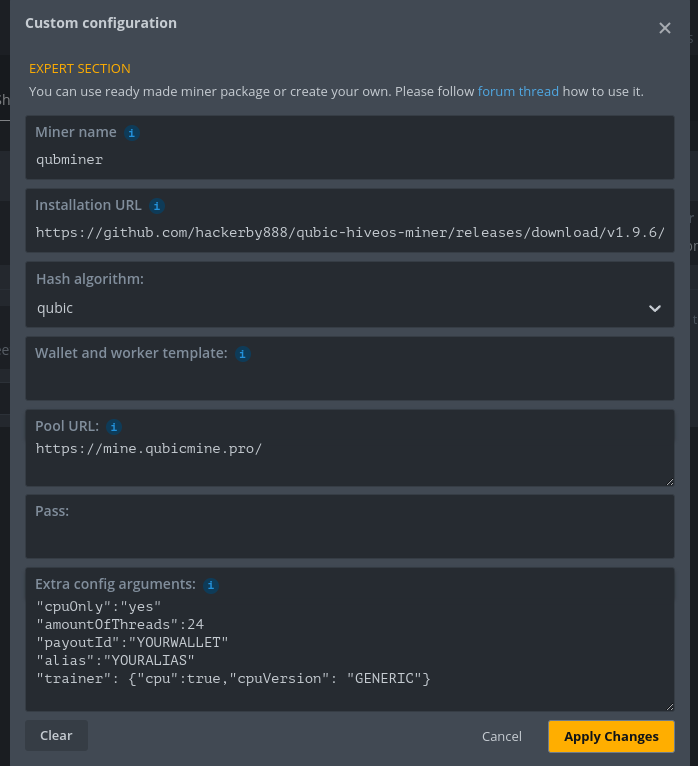 Custom configuration
EXPERT SECTION
You can use ready made miner package or create your own. Please follow forum thread how to use it.
Miner name
qubminer
Installation URL
https://github.com/hackerby888/qubic-hiveos-miner/releases/download/v1.9.6/
Hash algorithm:
qubic
Wallet and worker template:
Pool URL:
https://mine.qubicmine.pro/
Pass:
Extra config arguments:
"cpuOnly":"yes"
"amountOfThreads":24
"payoutId":"YOURWALLET"
"alias":"YOURALIAS"
"trainer": {"cpu":true,"cpuVersion": "GENERIC"}
Clear
Cancel
Apply Changes